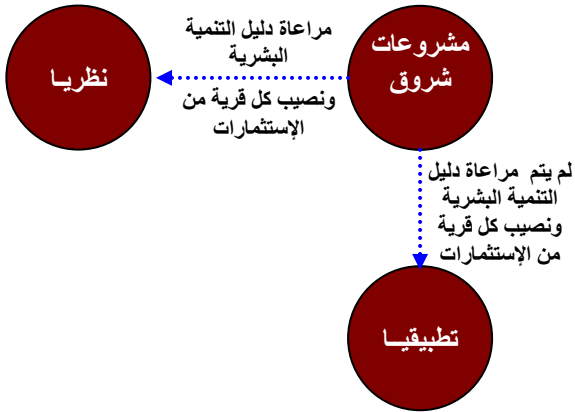 مشروعات
شروق
مراعاة دليل التنمية
البشرية
ونصيب كل قرية من
الإستثمارات
نظريـا
لم يتم مراعاة دليل
التنمية البشرية
ونصيب كل قرية
من الإستثمارات
تطبيقيــا